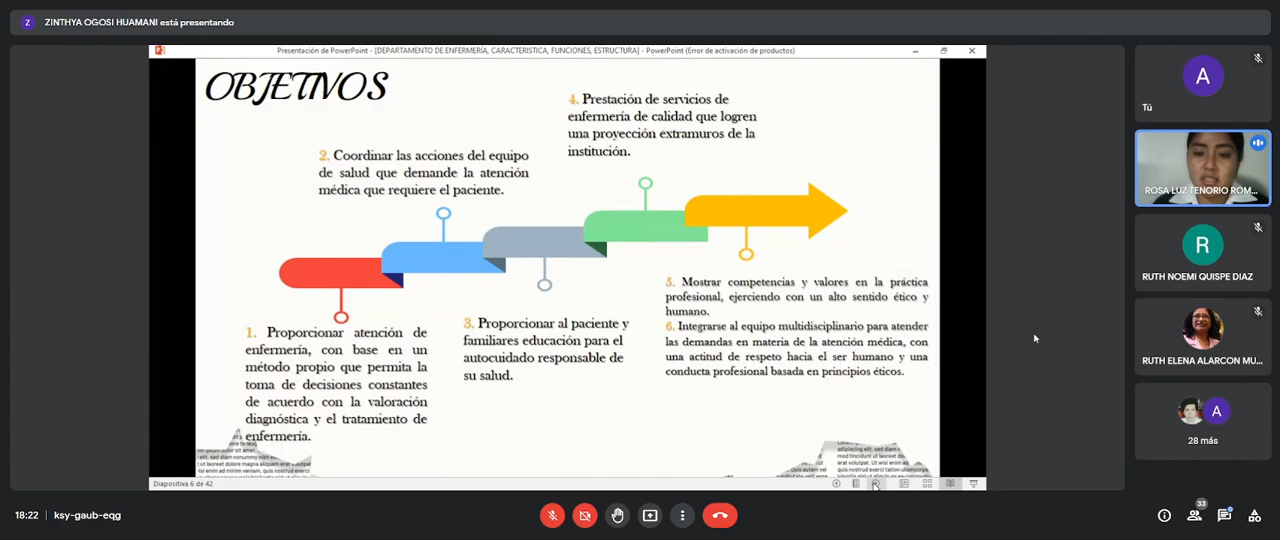 Z ZINTHYA OGOSI HUAMANI está presentando
Presentación de PowerPoint - [DEPARTAMENTO DE ENFERMERÍA, CARACTERISTICA, FUNCIONES, ESTRUCTURA] - PowerPoint (Error de activación de productos)
OBJETIVOS
1. Proporcionar atención de
enfermería, con base en un
método propio que permita la
toma de decisiones constantes
de acuerdo con la valoración
diagnóstica y el tratamiento de
enfermería.
2. Coordinar las acciones del equipo
de salud que demande la atención
médica que requiere el paciente.
3. Proporcionar al paciente y
familiares educación para el
autocuidado responsable de
su salud.
4. Prestación de servicios de
enfermería de calidad que logren
una proyección extramuros de la
institución.
5. Mostrar competencias y valores en la práctica
profesional, ejerciendo con un alto sentido ético y
humano.
6. Integrarse al equipo multidisciplinario para atender
las demandas en materia de la atención médica, con
una actitud de respeto hacia el ser humano y una
conducta profesional basada en principios éticos.
Diapositiva 6 de 42
A
Tú
ROSA LUZ TENORIO ROM...
R
RUTH NOEMI QUISPE DIAZ
RUTH ELENA ALARCON MU...
A
28 más
18:22 ksy-gaub-eqg
33